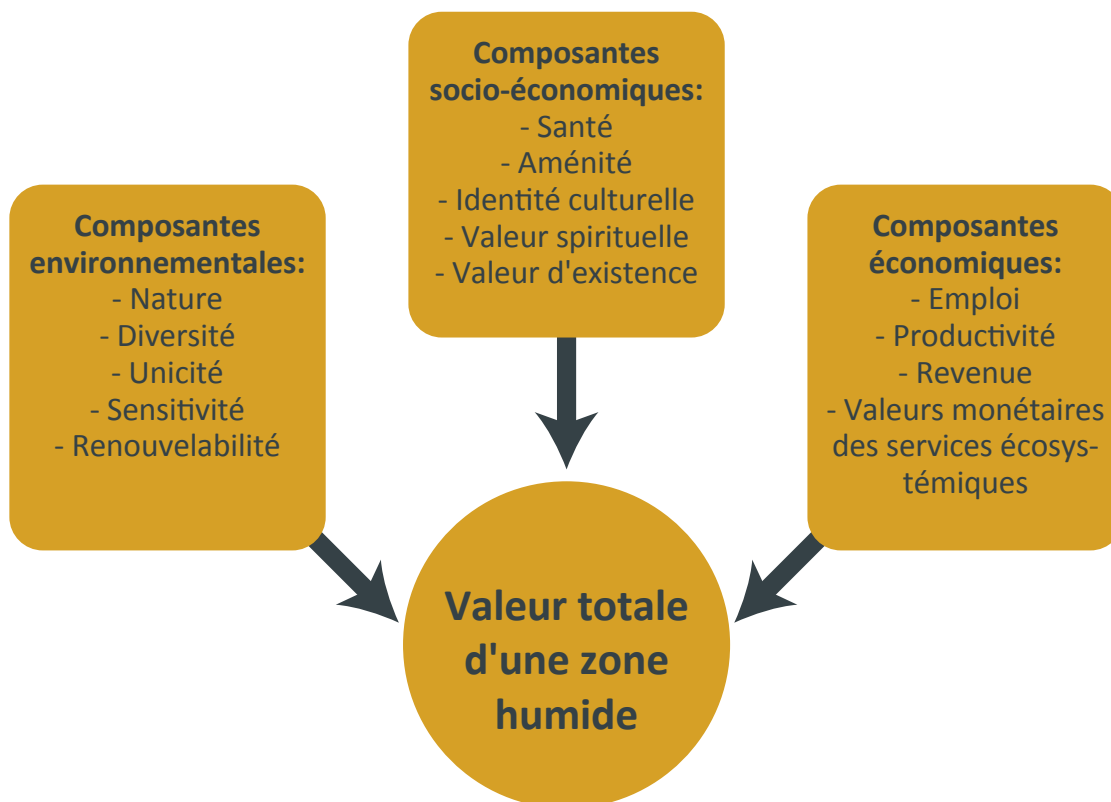 Composantes
socio-économiques:
- Santé
- Aménité
- Identité culturelle
- Valeur spirituelle
- Valeur d'existence
Composantes
environnementales:
- Nature
- Diversité
- Unicité
- Sensitivité
- Renouvelabilité
Composantes
économiques:
- Emploi
- Productivité
- Revenue
- Valeurs monétaires
des services écosys-
témiques
Valeur totale
d'une zone
humide